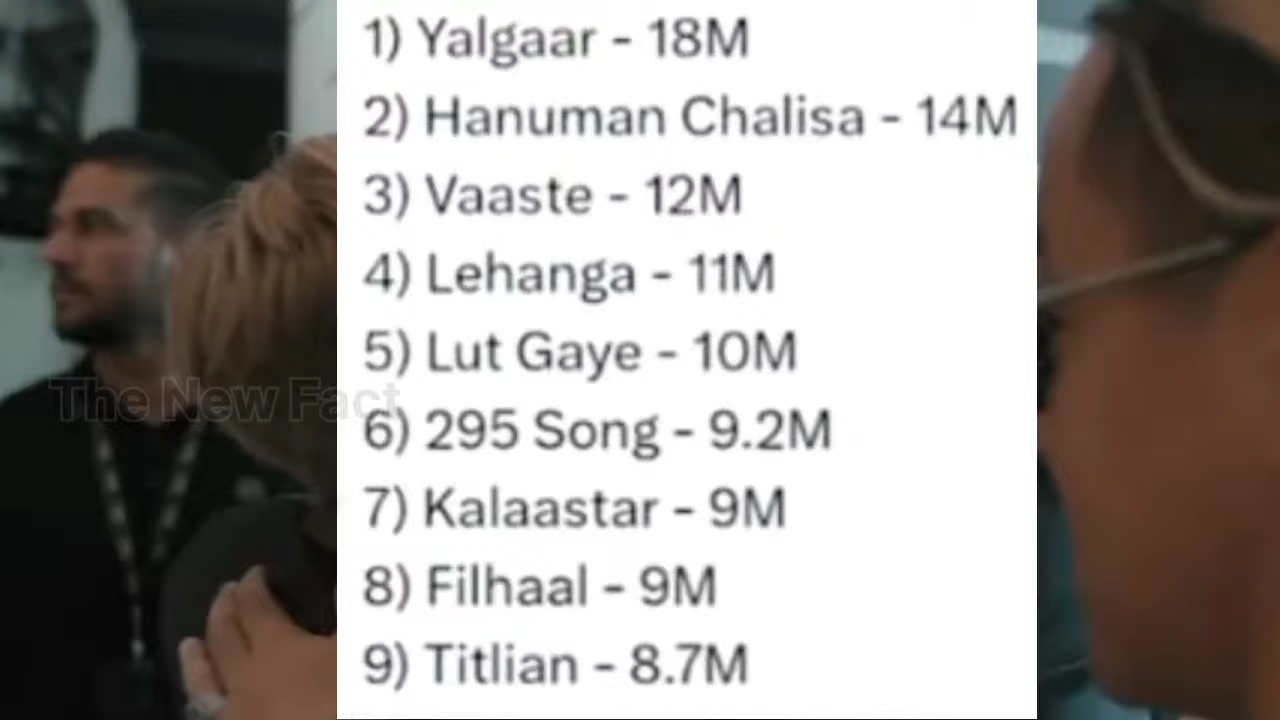 1) Yalgaar - 18M
2) Hanuman Chalisa - 14M
3) Vaaste - 12M
4) Lehanga - 11M
5) Lut Gaye - 10M
The New Fact
6) 295 Song - 9.2M
7) Kalaastar - 9M
8) Filhaal - 9M
9) Titlian - 8.7M